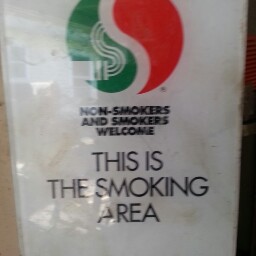 NON-SMOKERS
AND SMOKERS
WELCOME
THIS IS
THE SMOKING
AREA